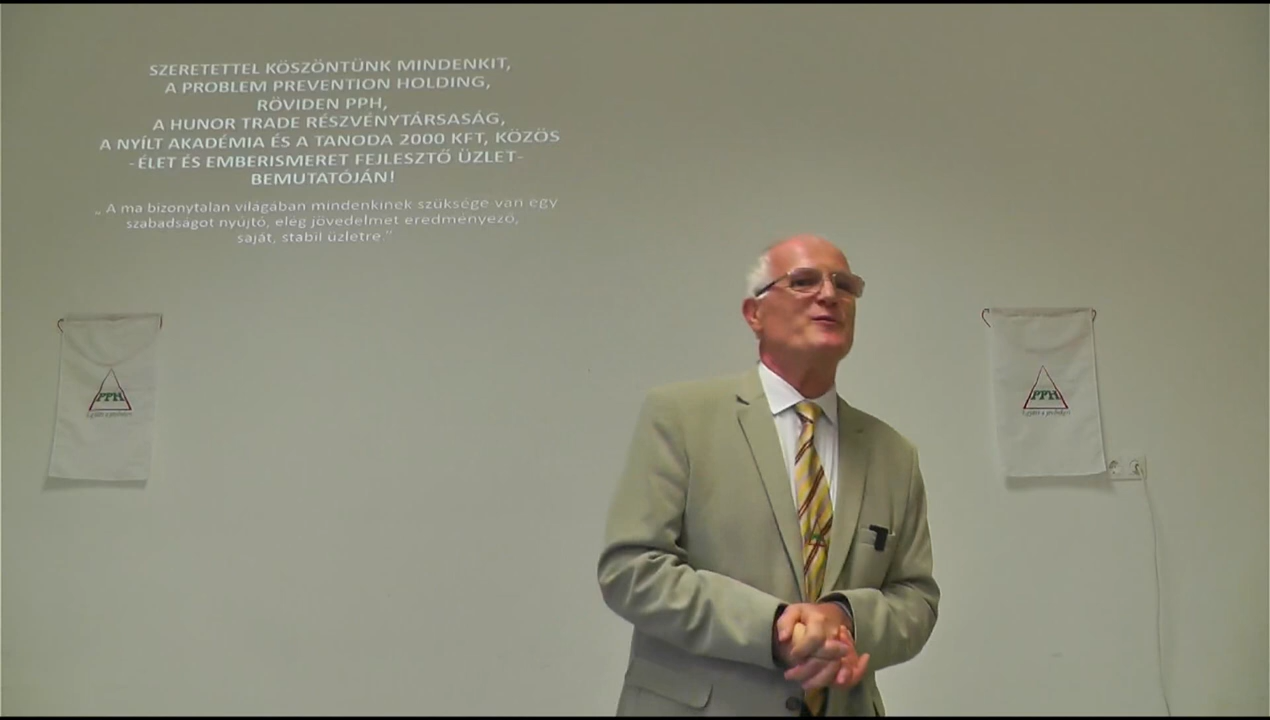 SZERETETTEL KÖSZÖNTÜNK MINDENKIT,
A PROBLEM PREVENTION HOLDING,
RÖVIDEN PPH,
A HUNOR TRADE RÉSZVÉNYTÁRSASÁG,
A NYÍLT AKADÉMIA ÉS A TANODA 2000 KFT, KÖZÖS
-ÉLET ÉS EMBERISMERET FEJLESZTŐ ÜZLET-
BEMUTATÓJÁN!
„ A ma bizonytalan világában mindenkinek szüksége van egy
szabadságot nyújtó, elég jövedelmet eredményező,
saját, stabil üzletre."
PPH
PPH